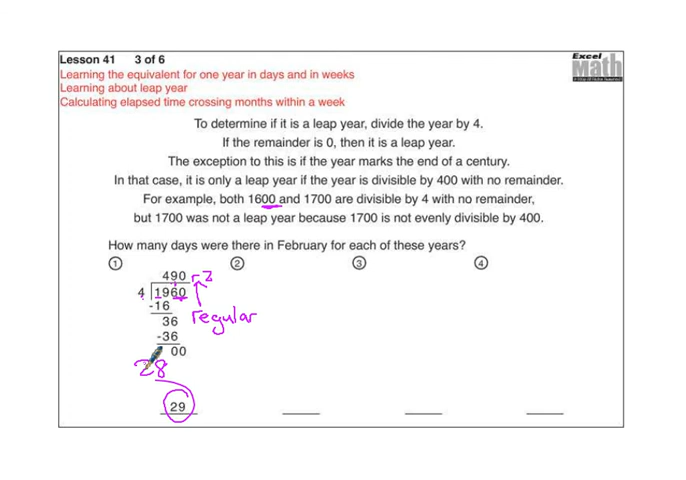 Lesson 41 3 of 6
Excel
Math
Learning the equivalent for one year in days and in weeks
Learning about leap year
Calculating elapsed time crossing months within a week
To determine if it is a leap year, divide the year by 4.
If the remainder is 0, then it is a leap year.
The exception to this is if the year marks the end of a century.
In that case, it is only a leap year if the year is divisible by 400 with no remainder.
For example, both 1600 and 1700 are divisible by 4 with no remainder,
but 1700 was not a leap year because 1700 is not evenly divisible by 400.
How many days were there in February for each of these years?
1 2 3 4
490 r2
4 1960
-16
36
regular
-36
00
28
29